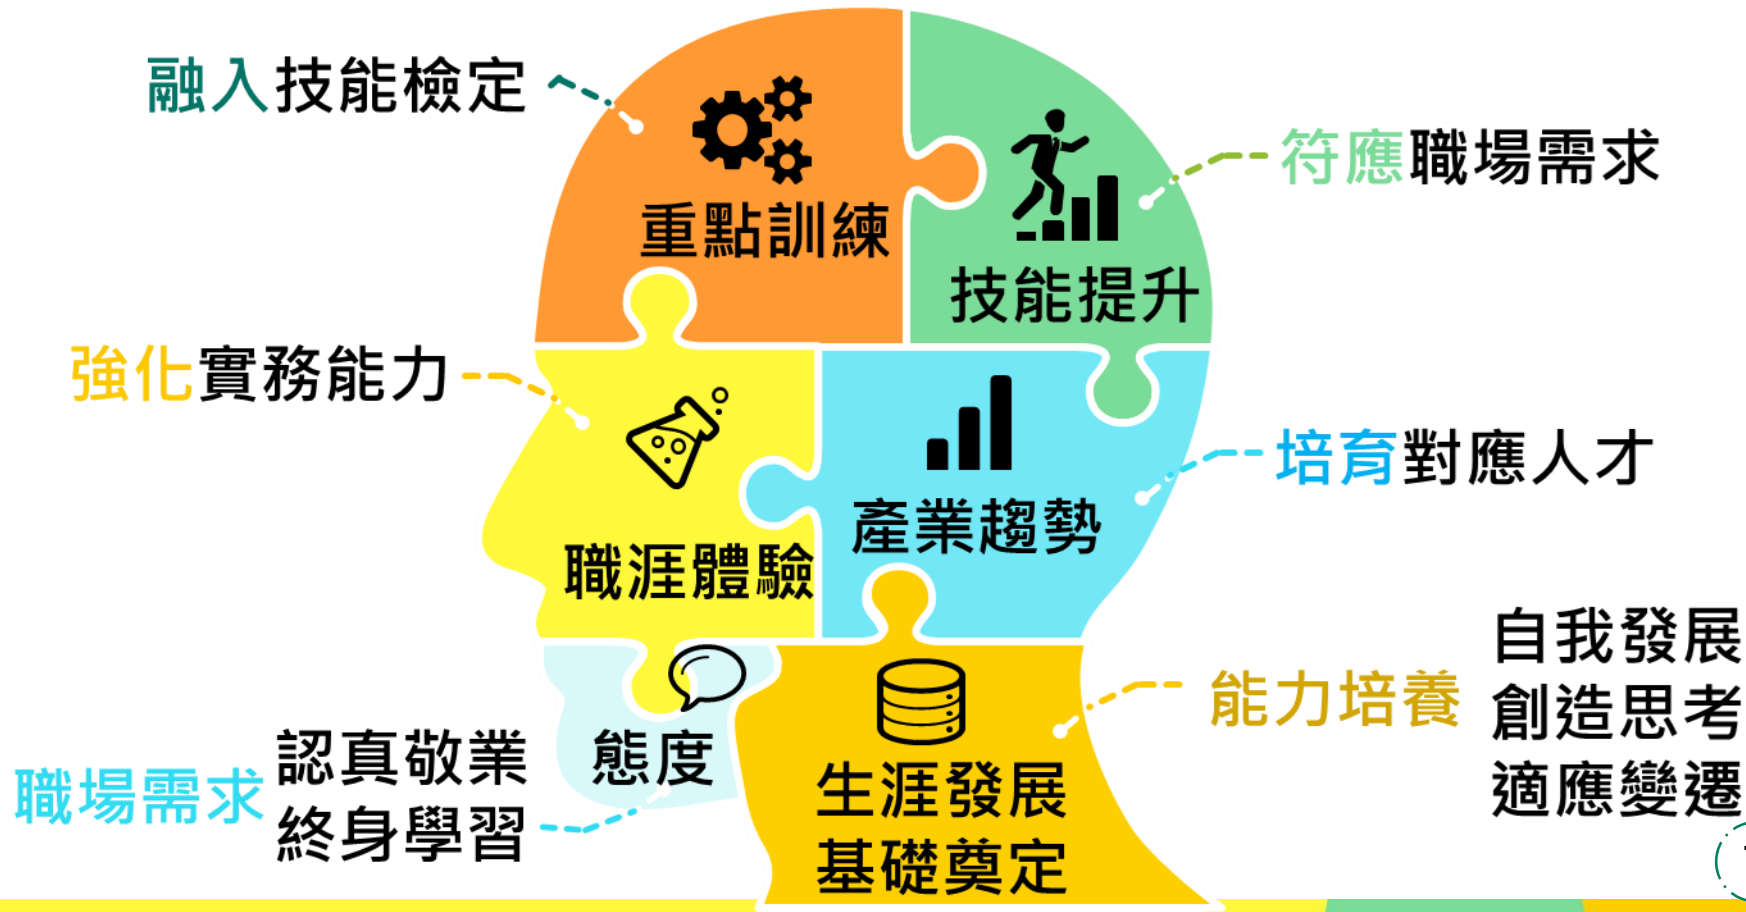 融入技能檢定
重點訓練
符應職場需求
技能提升
強化實務能力
職涯體驗
培育對應人才
產業趨勢
職場需求
認真敬業
終身學習
態度
生涯發展
基礎奠定
能力培養
自我發展
創造思考
適應變遷